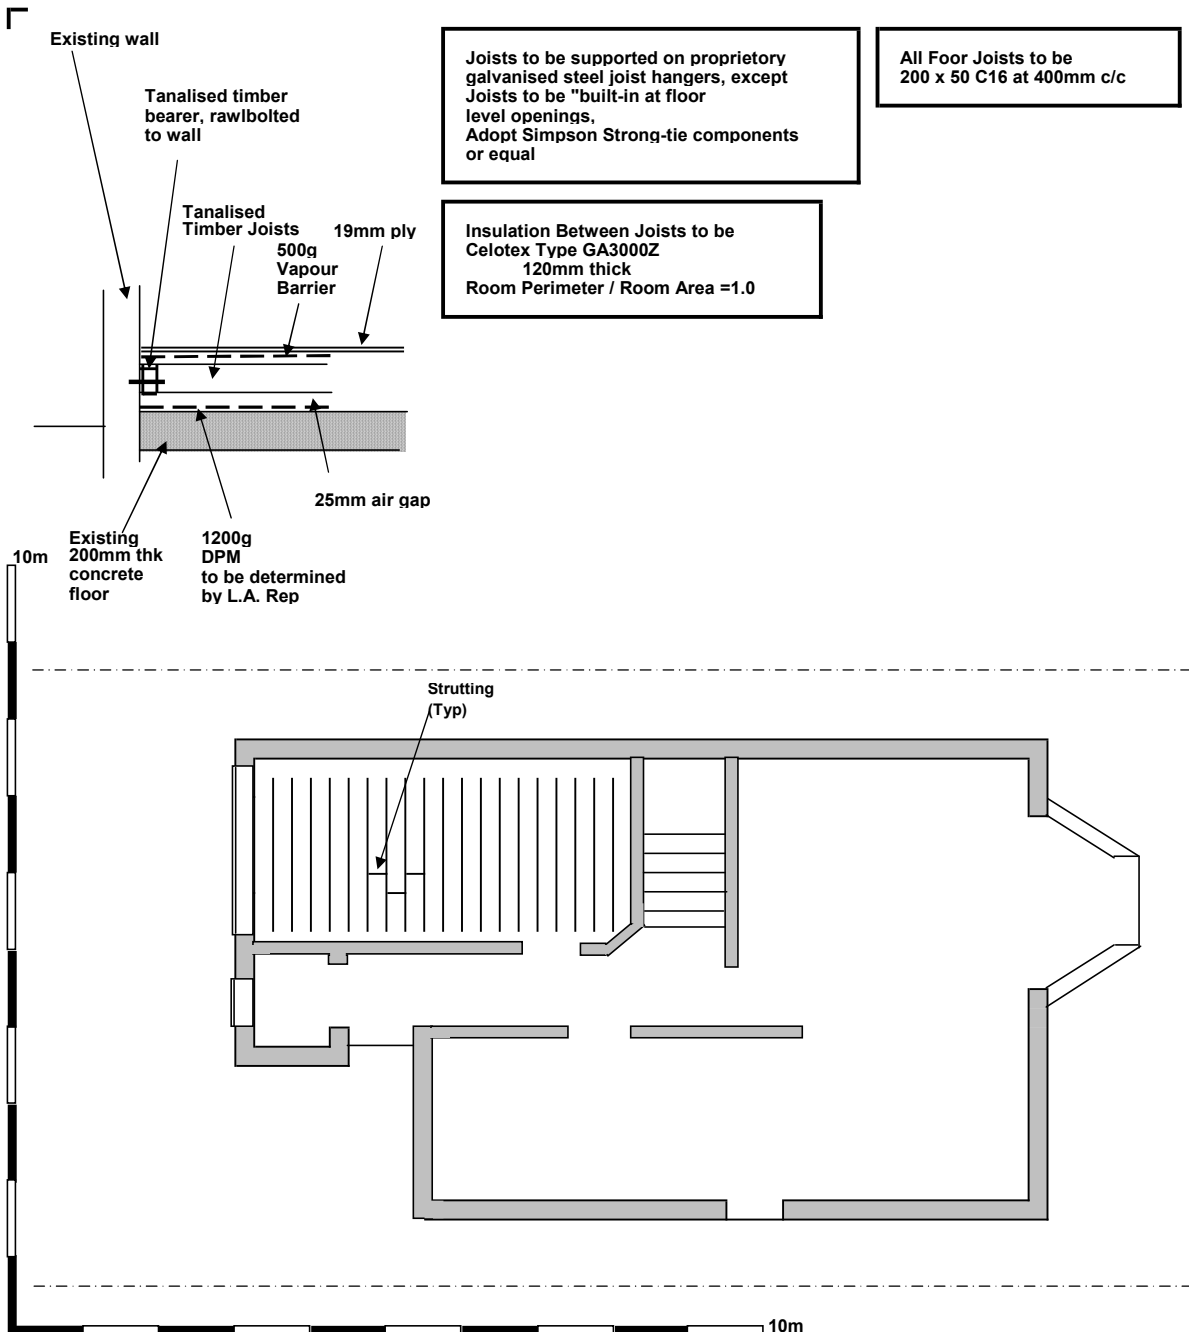 Existing wall
Tanalised timber
bearer, rawlbolted
to wall
Joists to be supported on proprietory
galvanised steel joist hangers, except
Joists to be "built-in at floor
level openings,
Adopt Simpson Strong-tie components
or equal
All Foor Joists to be
200 x 50 C16 at 400mm c/c
Tanalised
Timber Joists
19mm ply
500g
Vapour
Barrier
Insulation Between Joists to be
Celotex Type GA3000Z
120mm thick
Room Perimeter / Room Area =1.0
25mm air gap
Existing
200mm thk
concrete
floor
1200g
DPM
to be determined
by L.A. Rep
10m
Strutting
(Typ)
10m